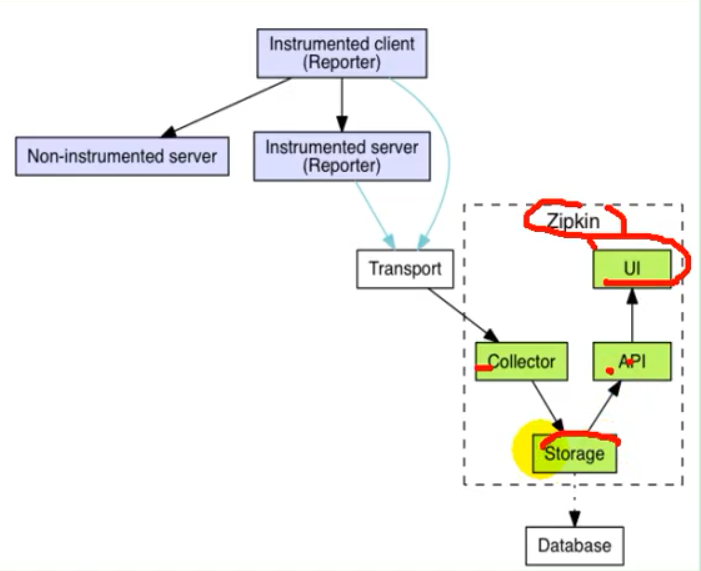 Instrumented client
(Reporter)
Non-instrumented server
Instrumented server
(Reporter)
Zipkin
Transport
UI
Collector
API
Storage
Database